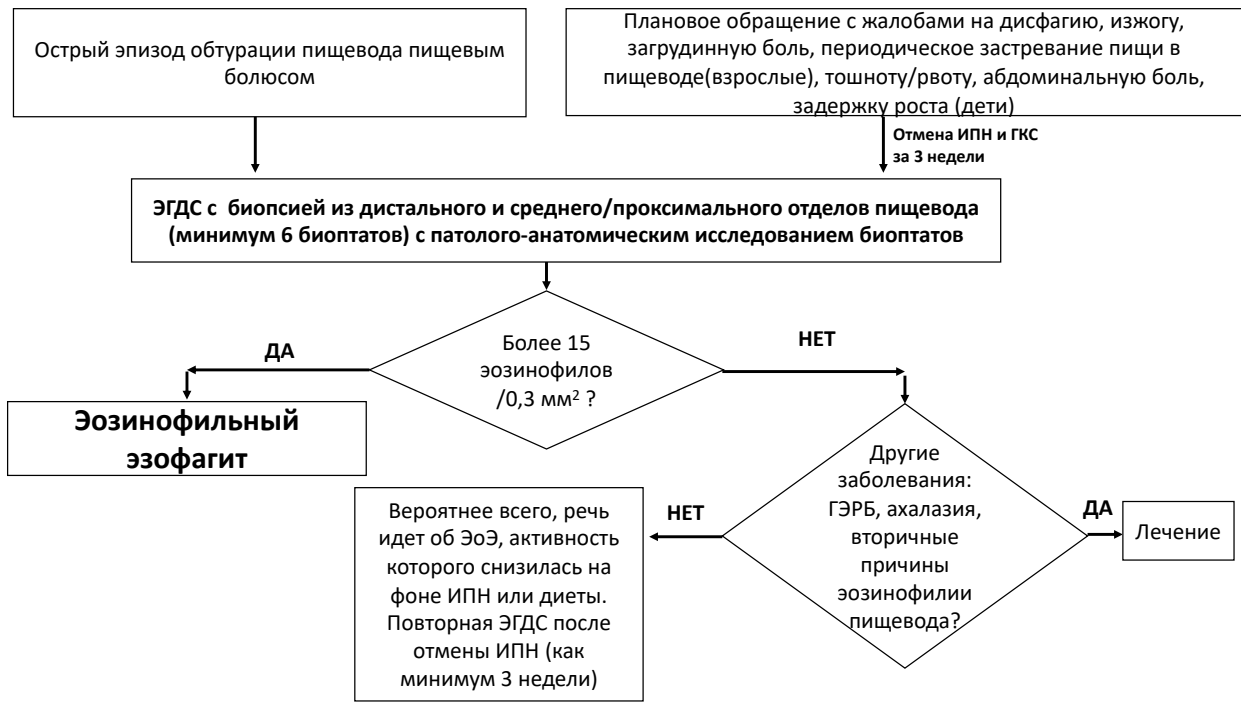 Острый эпизод обтурации пищевода пищевым
болюсом
Плановое обращение с жалобами на дисфагию, изжогу,
загрудинную боль, периодическое застревание пищи в
пищеводе(взрослые), тошноту/рвоту, абдоминальную боль,
задержку роста (дети)
Отмена ИПН и ГКС
за 3 недели
ЭГДС с биопсией из дистального и среднего/проксимального отделов пищевода
(минимум 6 биоптатов) с патолого-анатомическим исследованием биоптатов
Более 15
эозинофилов
/0,3 мм² ?
ДА
НЕТ
Эозинофильный
эзофагит
Другие
заболевания:
ГЭРБ, ахалазия,
вторичные
причины
эозинофилии
пищевода?
НЕТ
ДА
Вероятнее всего, речь
идет об ЭоЭ, активность
которого снизилась на
фоне ИПН или диеты.
Повторная ЭГДС после
отмены ИПН (как
минимум 3 недели)
Лечение